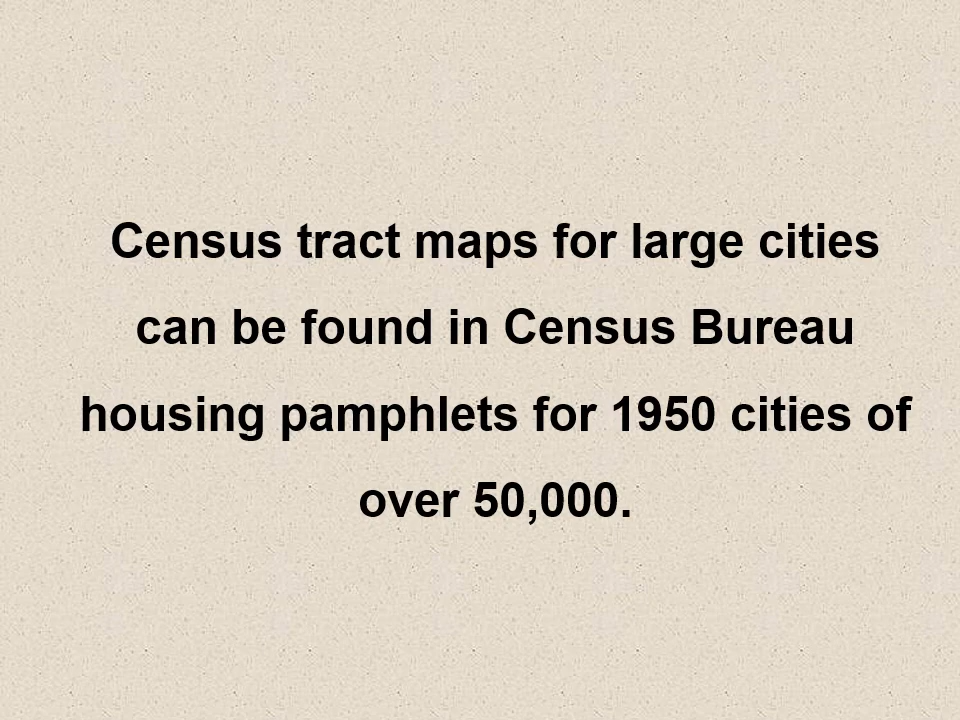 Census tract maps for large cities
can be found in Census Bureau
housing pamphlets for 1950 cities of
over 50,000.